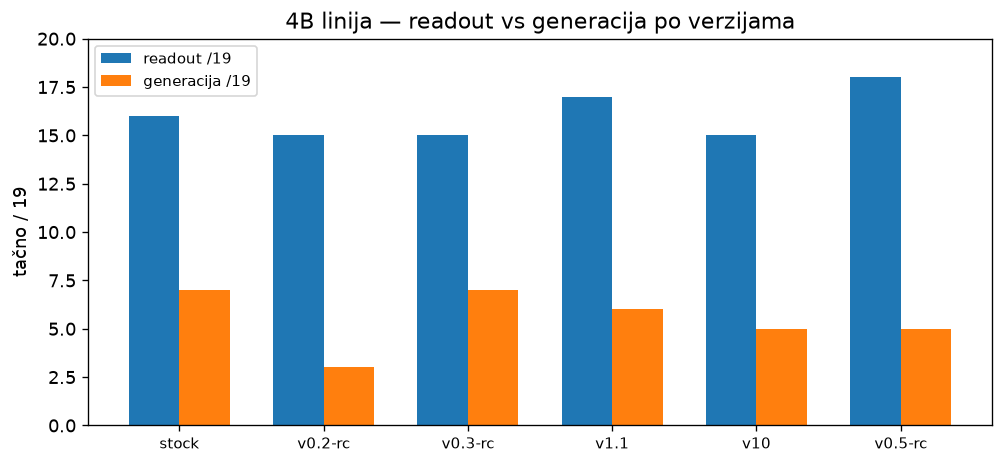 4B linija — readout vs generacija po verzijama
readout /19
generacija /19
tačno / 19
20.0
17.5
15.0
12.5
10.0
7.5
5.0
2.5
0.0
stock v0.2-rc v0.3-rc v1.1 v10 v0.5-rc